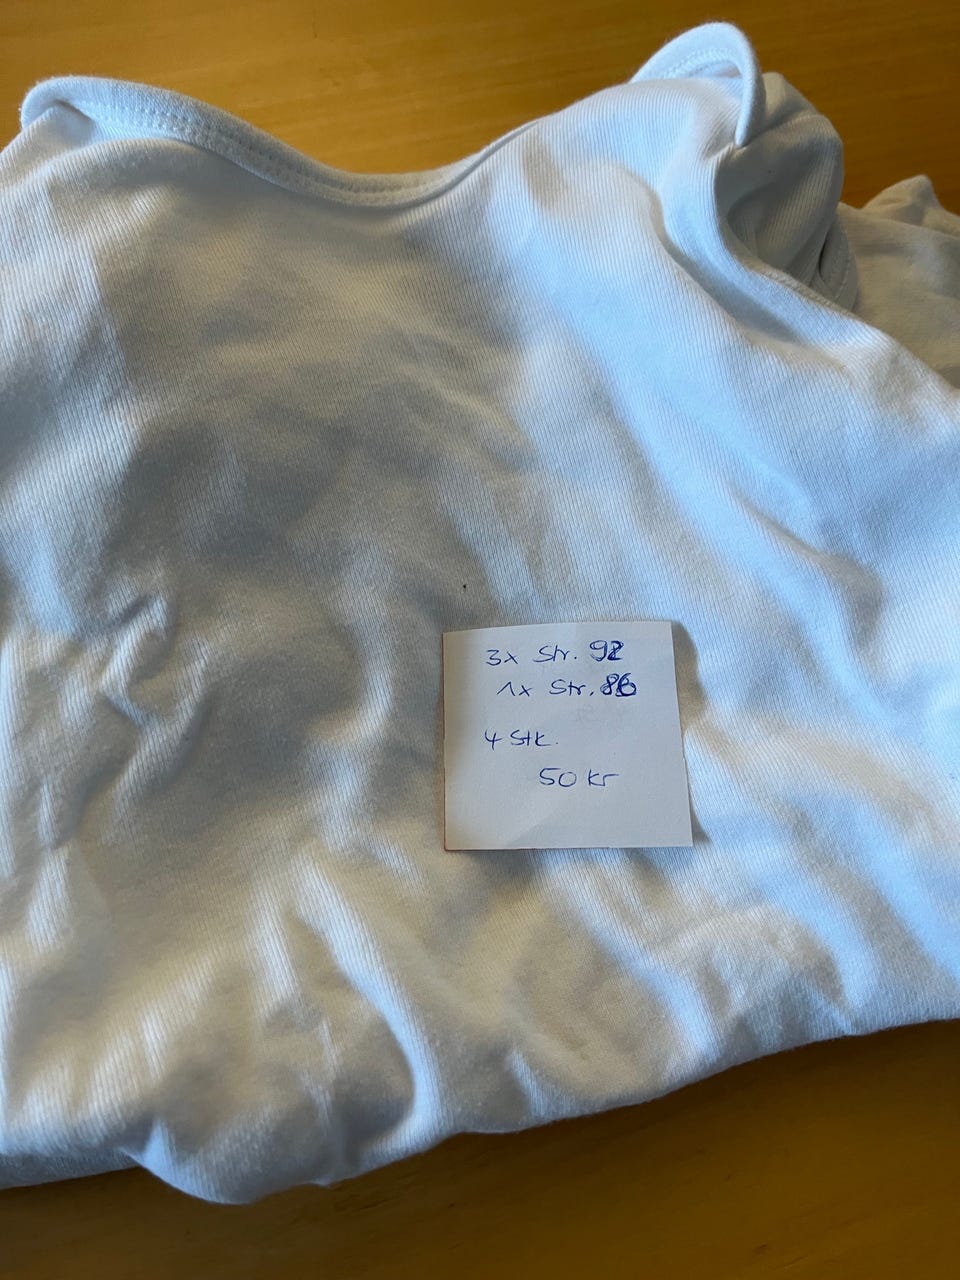 3x Str. 92
1x Str. 86
4 Stk.
50 kr